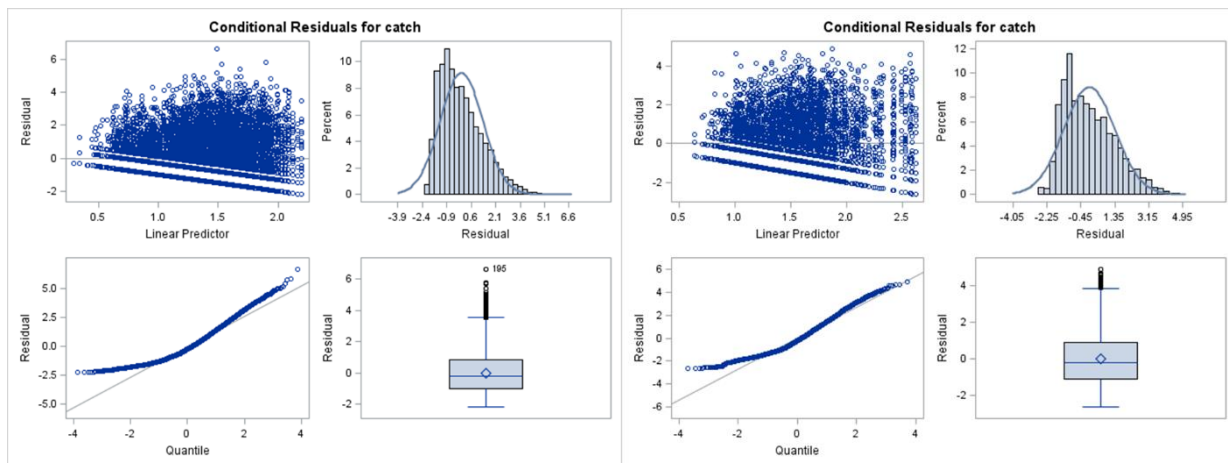 Conditional Residuals for catch
Residual
6
4
2
0
-2
0.5 1.0 1.5 2.0
Linear Predictor
Percent
10
8
6
4
2
0
-3.9 -2.4 -0.9 0.6 2.1 3.6 5.1 6.6
Residual
Residual
5.0
2.5
0.0
-2.5
-5.0
-4 -2 0 2 4
Quantile
Residual
6
4
2
0
-2
195
Conditional Residuals for catch
Residual
4
2
0
-2
0.5 1.0 1.5 2.0 2.5
Linear Predictor
Percent
12
10
8
6
4
2
0
-4.05 -2.25 -0.45 1.35 3.15 4.95
Residual
Residual
6
4
2
0
-2
-4
-6
-4 -2 0 2 4
Quantile
Residual
4
2
0
-2